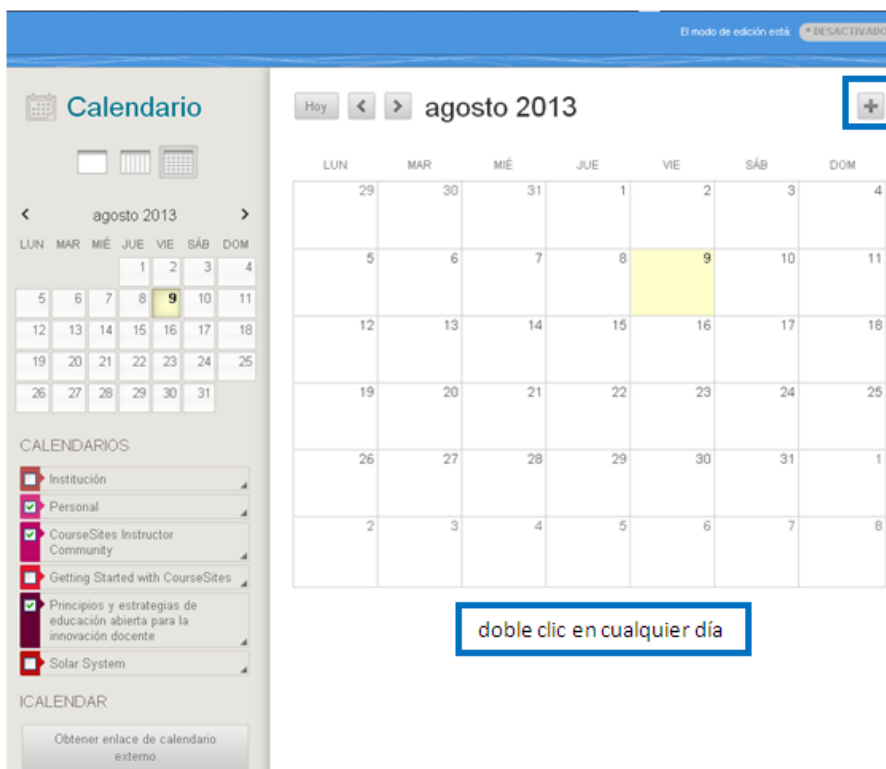 El modo de edición está: • DESACTIVADO
Calendario
Hoy < > agosto 2013 +
< agosto 2013 >
LUN MAR MIÉ JUE VIE SÁB DOM
1 2 3 4
5 6 7 8 9 10 11
12 13 14 15 16 17 18
19 20 21 22 23 24 25
26 27 28 29 30 31
CALENDARIOS
Institución
Personal
CourseSites Instructor
Community
Getting Started with CourseSites
Principios y estrategias de
educación abierta para la
innovación docente
Solar System
ICALENDAR
Obtener enlace de calendario
externo
LUN MAR MIÉ JUE VIE SÁB DOM
29 30 31 1 2 3 4
5 6 7 8 9 10 11
12 13 14 15 16 17 18
19 20 21 22 23 24 25
26 27 28 29 30 31 1
2 3 4 5 6 7 8
doble clic en cualquier día